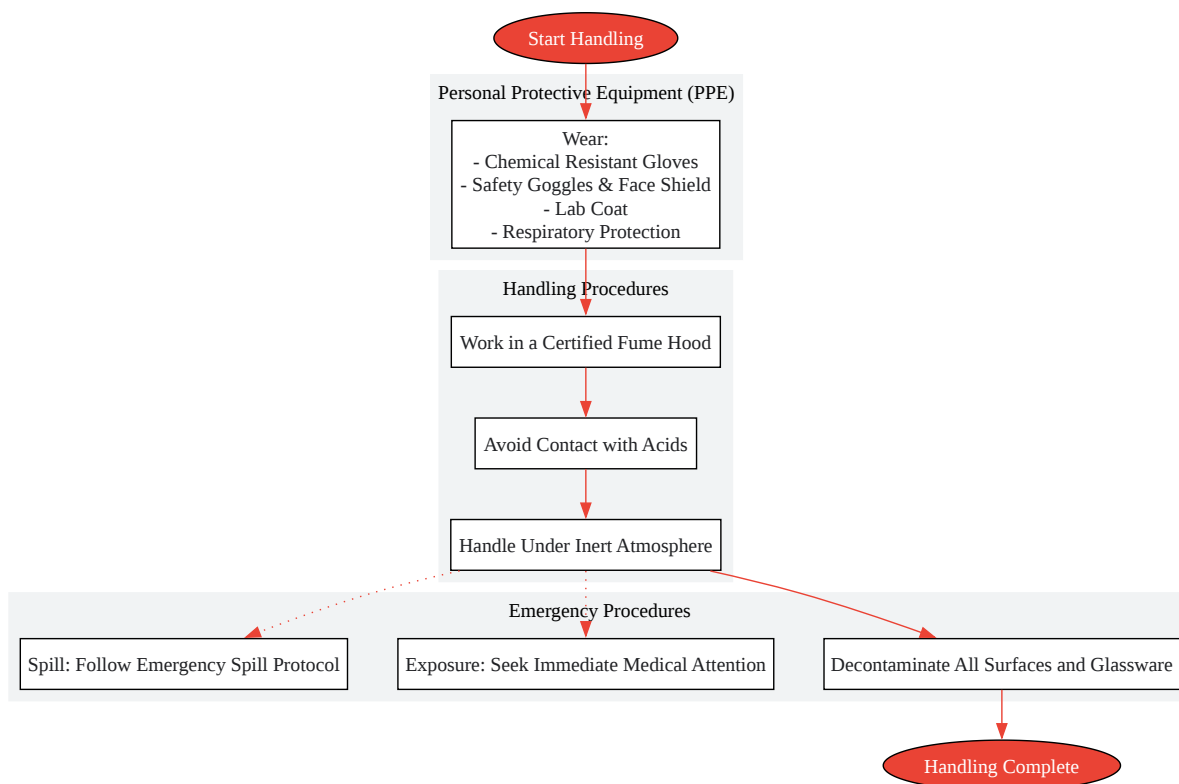 Start Handling
Personal Protective Equipment (PPE)
Wear:
- Chemical Resistant Gloves
- Safety Goggles & Face Shield
- Lab Coat
- Respiratory Protection
Handling Procedures
Work in a Certified Fume Hood
Avoid Contact with Acids
Handle Under Inert Atmosphere
Emergency Procedures
Spill: Follow Emergency Spill Protocol
Exposure: Seek Immediate Medical Attention
Decontaminate All Surfaces and Glassware
Handling Complete